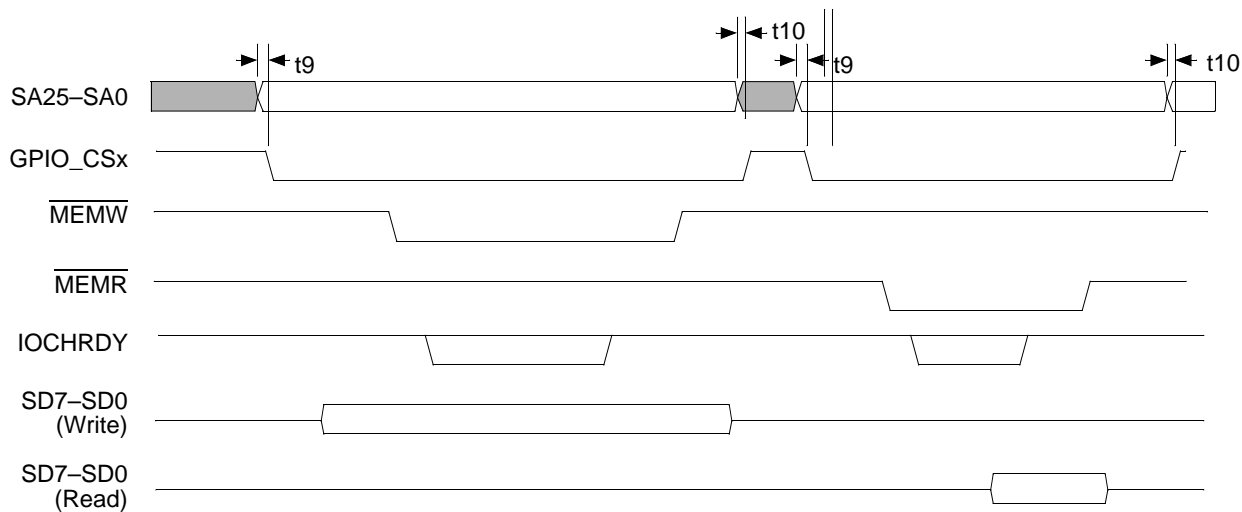 t10
t9
t9
t10
SA25–SA0
GPIO_CSx
MEMW
MEMR
IOCHRDY
SD7–SD0
(Write)
SD7–SD0
(Read)